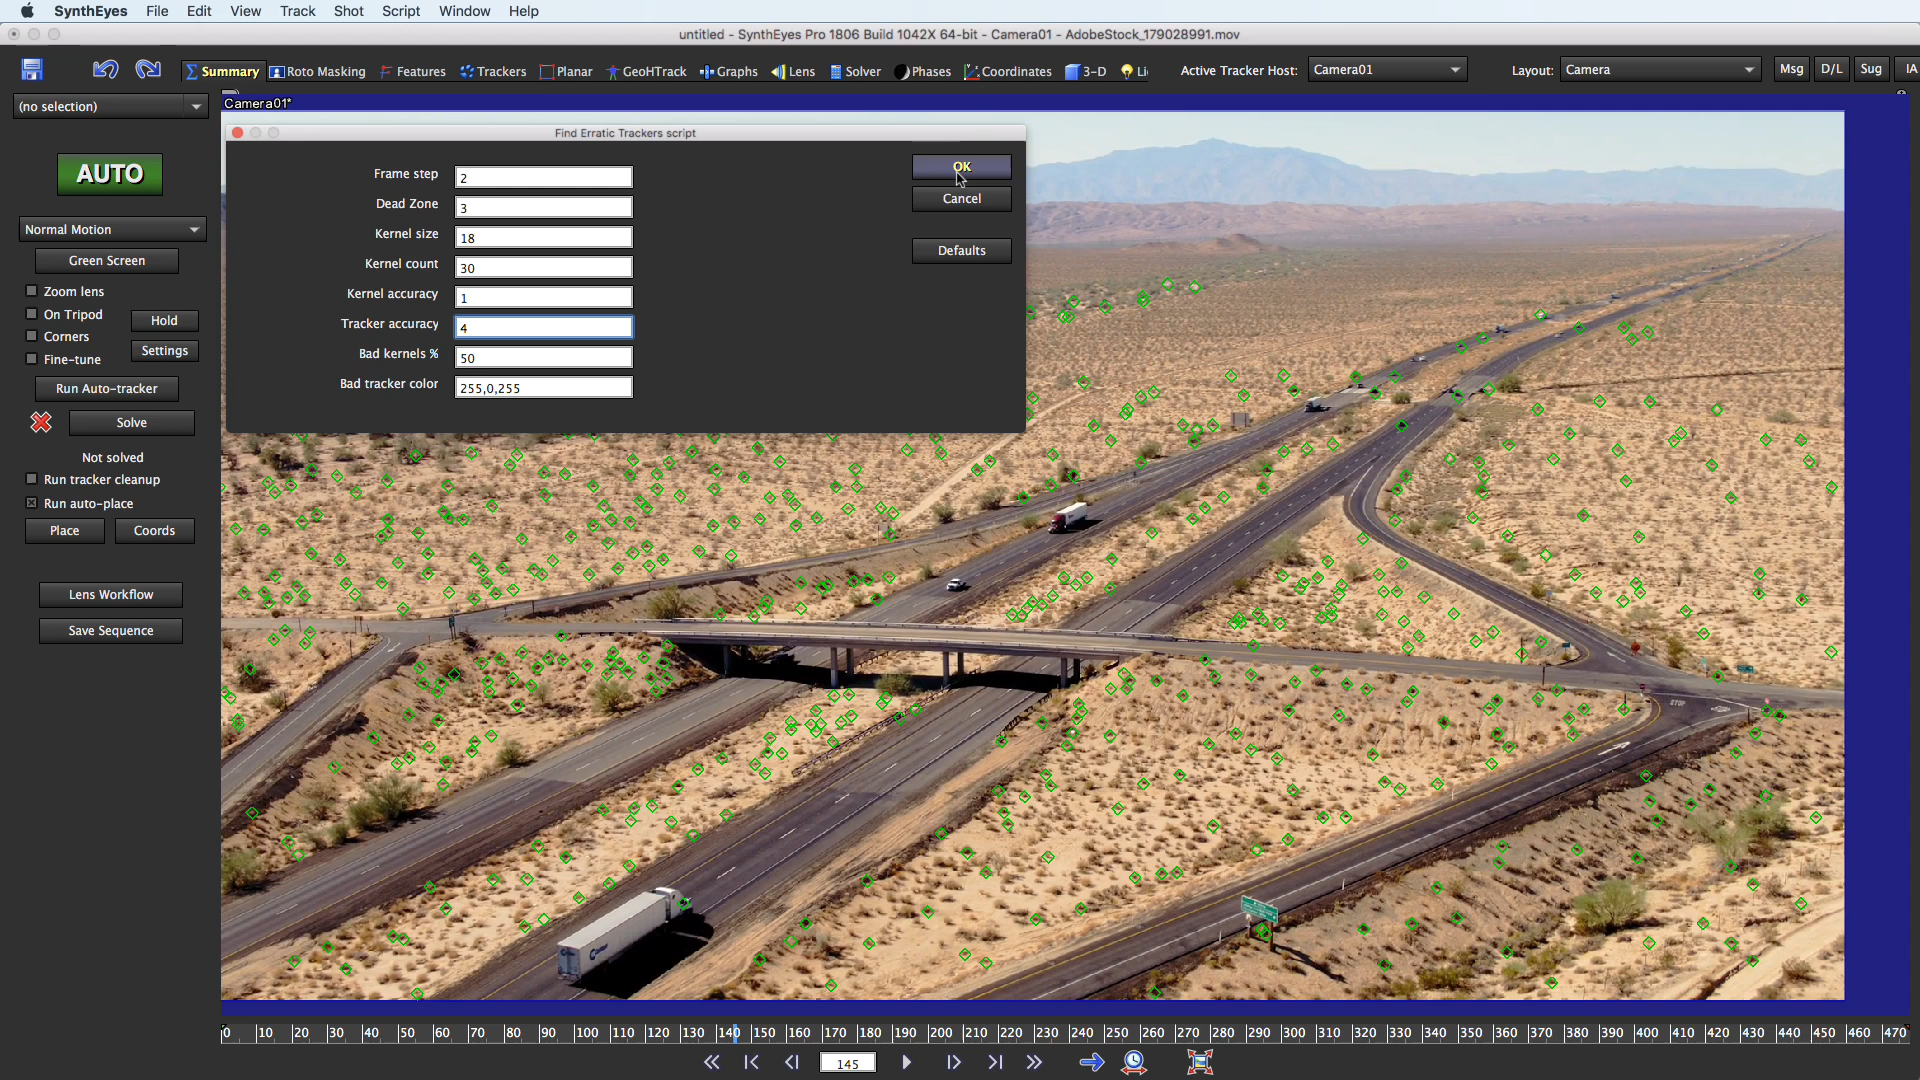 SynthEyes File Edit View Track Shot Script Window Help
untitled - SynthEyes Pro 1806 Build 1042X 64-bit - Camera01 - AdobeStock_179028991.mov
Summary Roto Masking Features Trackers Planar GeoHTrack Graphs Lens Solver Phases Coordinates 3-D Li Active Tracker Host: Camera01 Layout: Camera Msg D/L Sug IA
(no selection)
Camera01*
Find Erratic Trackers script
Frame step 2
Dead Zone 3
Kernel size 18
Kernel count 30
Kernel accuracy 1
Tracker accuracy 4
Bad kernels % 50
Bad tracker color 255,0,255
OK
Cancel
Defaults
AUTO
Normal Motion
Green Screen
Zoom lens
On Tripod
Hold
Corners
Settings
Fine-tune
Run Auto-tracker
Solve
Not solved
Run tracker cleanup
Run auto-place
Place Coords
Lens Workflow
Save Sequence
STOP
0 10 20 30 40 50 60 70 80 90 100 110 120 130 140 150 160 170 180 190 200 210 220 230 240 250 260 270 280 290 300 310 320 330 340 350 360 370 380 390 400 410 420 430 440 450 460 470
145